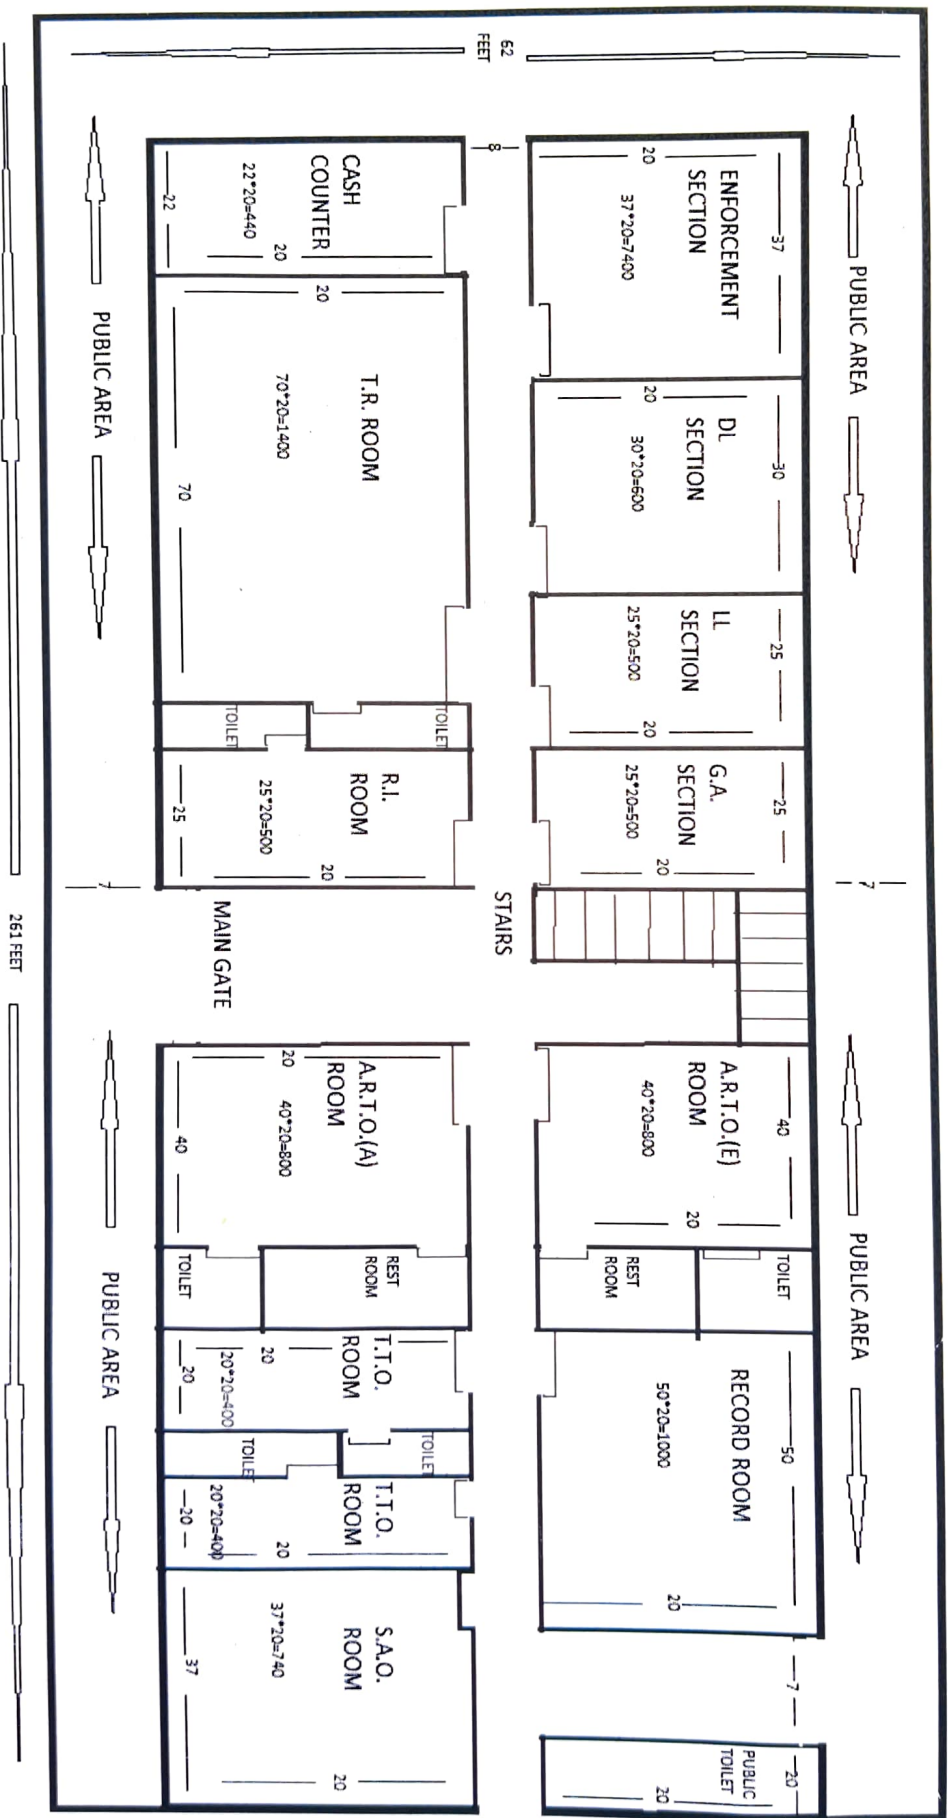 62
FEET
261 FEET
PUBLIC AREA
PUBLIC AREA
ENFORCEMENT
SECTION
37
20
37*20=7400
DL
SECTION
30
20
30*20=600
LL
SECTION
25
25*20=500
20
G.A.
SECTION
25
25*20=500
20
7
A.R.T.O.(E)
ROOM
40
40*20=800
20
TOILET
REST
ROOM
RECORD ROOM
50
50*20=1000
20
7
PUBLIC
TOILET
20
20
8
STAIRS
CASH
COUNTER
22*20=440
20
22
T.R. ROOM
20
70*20=1400
70
TOILET
TOILET
R.I.
ROOM
25*20=500
20
25
7
MAIN GATE
A.R.T.O.(A)
ROOM
20
40*20=800
40
REST
ROOM
TOILET
T.T.O.
ROOM
20
20*20=400
20
TOILET
TOILET
T.T.O.
ROOM
20*20=400
20
20
S.A.O.
ROOM
37*20=740
37
20
PUBLIC AREA
PUBLIC AREA